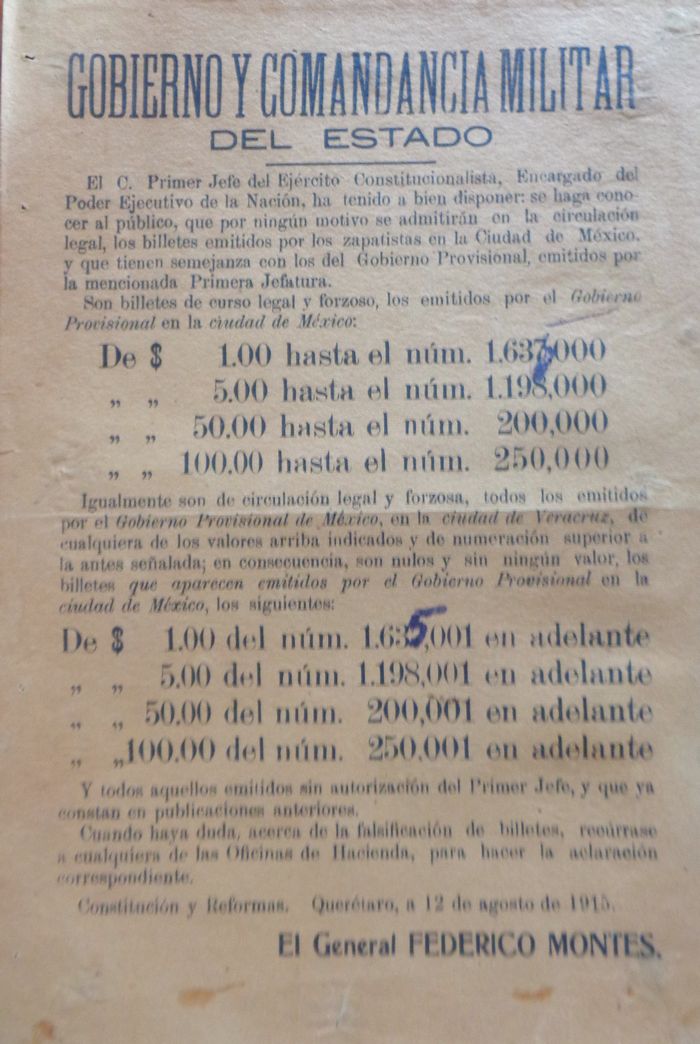 GOBIERNO Y COMANDANCIA MILITAR
DEL ESTADO
El C. Primer Jefe del Ejército Constitucionalista, Encargado del
Poder Ejecutivo de la Nación, ha tenido a bien disponer: se haga cono-
cer al público, que por ningún motivo se admitirán en la circulación
legal, los billetes emitidos por los zapatistas en la Ciudad de México.
y que tienen semejanza con los del Gobierno Provisional, emitidos por
la mencionada Primera Jefatura.
Son billetes de curso legal y forzoso, los emitidos por el Gobierno
Provisional en la ciudad de México:
De $ 1.00 hasta el núm. 1.637,000
„ „ 5.00 hasta el núm. 1.198,000
„ „ 50.00 hasta el núm. 200,000
„ „ 100.00 hasta el núm. 250,000
Igualmente son de circulación legal y forzosa, todos los emitidos
por el Gobierno Provisional de México, en la ciudad de Veracruz, de
cualquiera de los valores arriba indicados y de numeración superior a
la antes señalada; en consecuencia, son nulos y sin ningún valor, los
billetes que aparecen emitidos por el Gobierno Provisional en la
ciudad de México, los siguientes:
De $ 1.00 del núm. 1.635,001 en adelante
„ „ 5.00 del núm. 1.198,001 en adelante
„ „ 50.00 del núm. 200,001 en adelante
„ „ 100.00 del núm. 250,001 en adelante
Y todos aquellos emitidos sin autorización del Primer Jefe, y que ya
constan en publicaciones anteriores.
Cuando haya duda, acerca de la falsificación de billetes, recúrrase
a cualquiera de las Oficinas de Hacienda, para hacer la aclaración
correspondiente.
Constitución y Reformas. Querétaro, a 12 de agosto de 1915.
El General FEDERICO MONTES.